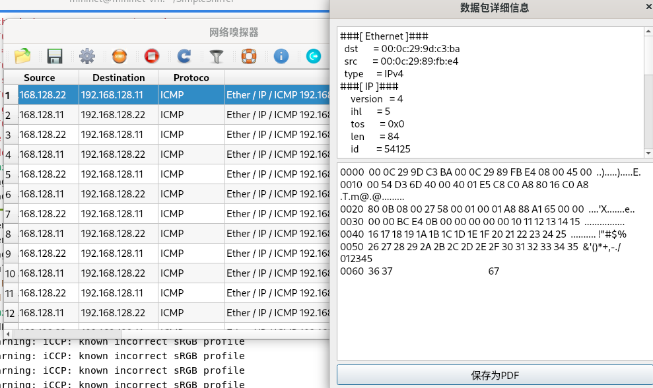 mininet@mininet-vm: ~/SimpleSniffer
网络嗅探器
Source Destination Protoco
1 168.128.22 192.168.128.11 ICMP Ether / IP / ICMP 192.168
2 168.128.11 192.168.128.22 ICMP Ether / IP / ICMP 192.168
3 168.128.22 192.168.128.11 ICMP Ether / IP / ICMP 192.168
4 168.128.11 192.168.128.22 ICMP Ether / IP / ICMP 192.168
5 168.128.22 192.168.128.11 ICMP Ether / IP / ICMP 192.168
6 168.128.11 192.168.128.22 ICMP Ether / IP / ICMP 192.168
7 168.128.22 192.168.128.11 ICMP Ether / IP / ICMP 192.168
8 168.128.11 192.168.128.22 ICMP Ether / IP / ICMP 192.168
9 168.128.22 192.168.128.11 ICMP Ether / IP / ICMP 192.168
10 168.128.11 192.168.128.22 ICMP Ether / IP / ICMP 192.168
11 168.128.22 192.168.128.11 ICMP Ether / IP / ICMP 192.168
12 168.128.11 192.168.128.22 ICMP Ether / IP / ICMP 192.168
arning: iCCP: known incorrect sRGB profile
arning: iCCP: known incorrect sRGB profile
arning: iCCP: known incorrect sRGB profile
arning: iCCP: known incorrect sRGB profile
数据包详细信息
###[ Ethernet ]###
dst = 00:0c:29:9d:c3:ba
src = 00:0c:29:89:fb:e4
type = IPv4
###[ IP ]###
version = 4
ihl = 5
tos = 0x0
len = 84
id = 54125
0000 00 0C 29 9D C3 BA 00 0C 29 89 FB E4 08 00 45 00 ..).....).....E.
0010 00 54 D3 6D 40 00 40 01 E5 C8 C0 A8 80 16 C0 A8
.T.m@.@.........
0020 80 0B 08 00 27 58 00 01 00 01 A8 88 A1 65 00 00 ....'X.......e..
0030 00 00 BC E4 0B 00 00 00 00 00 10 11 12 13 14 15 ................
0040 16 17 18 19 1A 1B 1C 1D 1E 1F 20 21 22 23 24 25 .......... !"#$%
0050 26 27 28 29 2A 2B 2C 2D 2E 2F 30 31 32 33 34 35 &'()*+,-./
012345
0060 36 37 67
保存为PDF